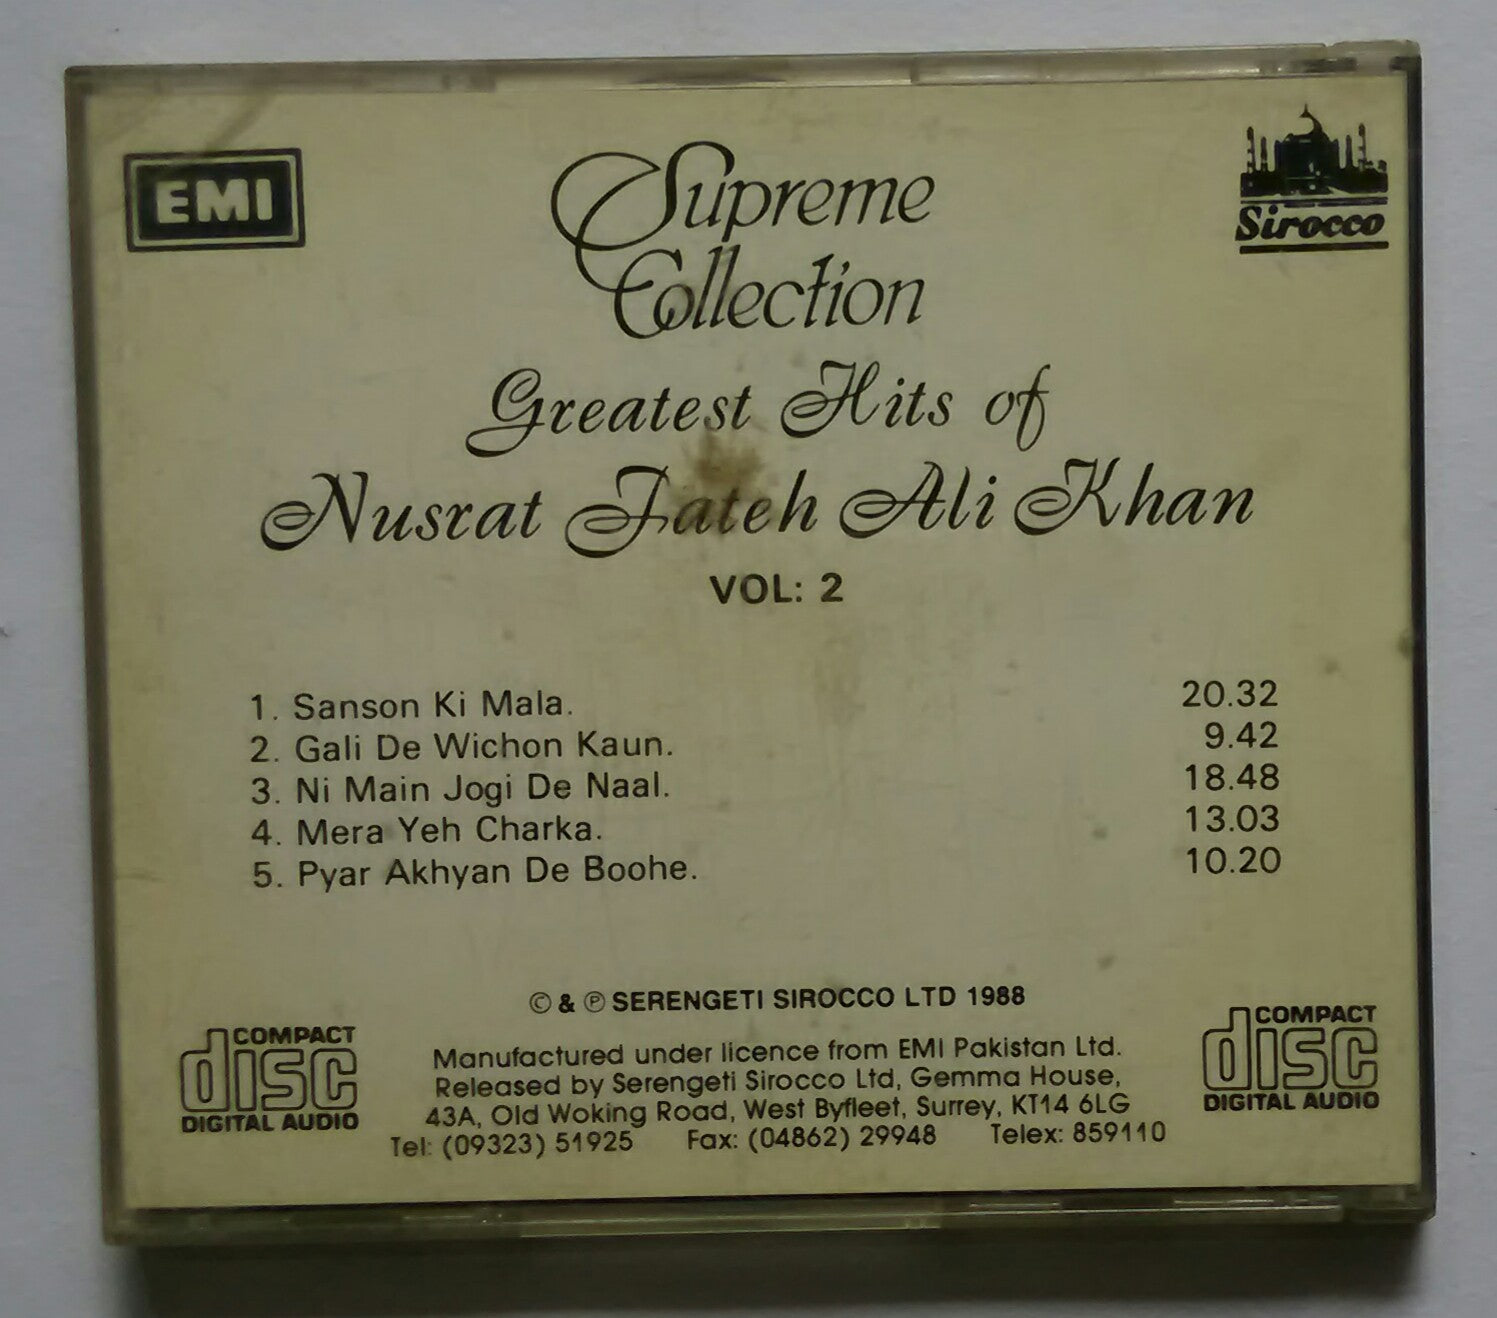 EMI
Supreme
Collection
Sirocco
Greatest Hits of
Nusrat Fateh Ali Khan
VOL: 2
1. Sanson Ki Mala. 20.32
2. Gali De Wichon Kaun. 9.42
3. Ni Main Jogi De Naal. 18.48
4. Mera Yeh Charka. 13.03
5. Pyar Akhyan De Boohe. 10.20
© & ℗ SERENGETI SIROCCO LTD 1988
COMPACT
disc
DIGITAL AUDIO
Manufactured under licence from EMI Pakistan Ltd.
Released by Serengeti Sirocco Ltd, Gemma House,
43A, Old Woking Road, West Byfleet, Surrey, KT14 6LG
Tel: (09323) 51925 Fax: (04862) 29948 Telex: 859110
COMPACT
disc
DIGITAL AUDIO